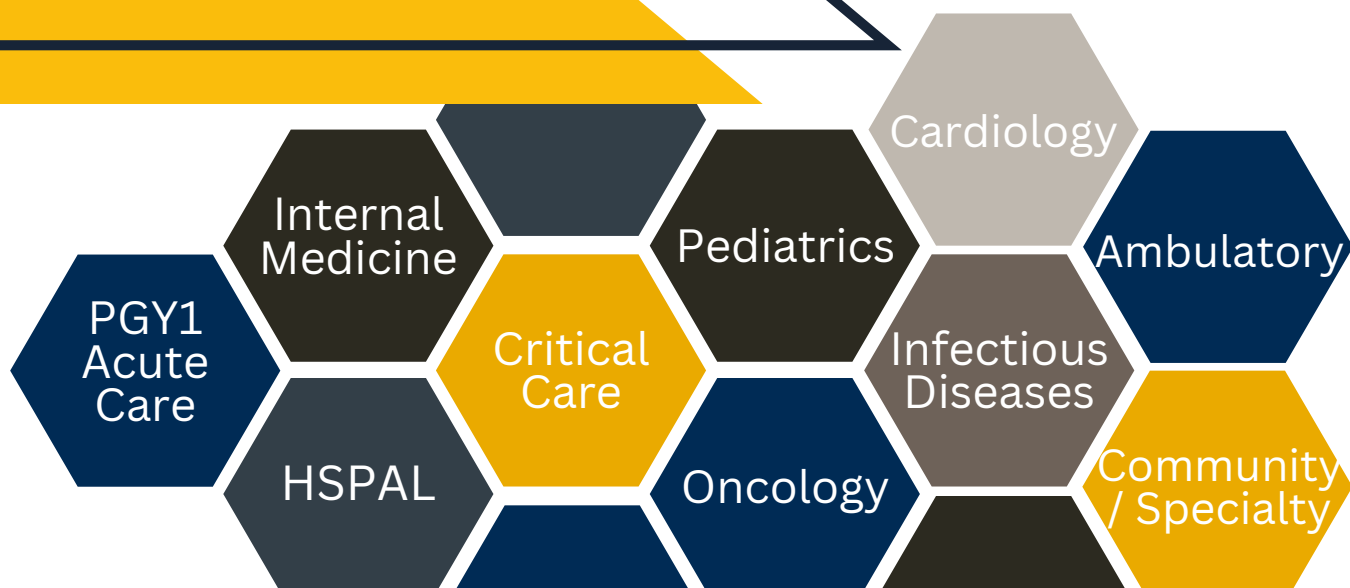 Cardiology
Internal
Medicine
Pediatrics
Ambulatory
PGY1
Acute
Care
Critical
Care
Infectious
Diseases
HSPAL
Oncology
Community
/ Specialty